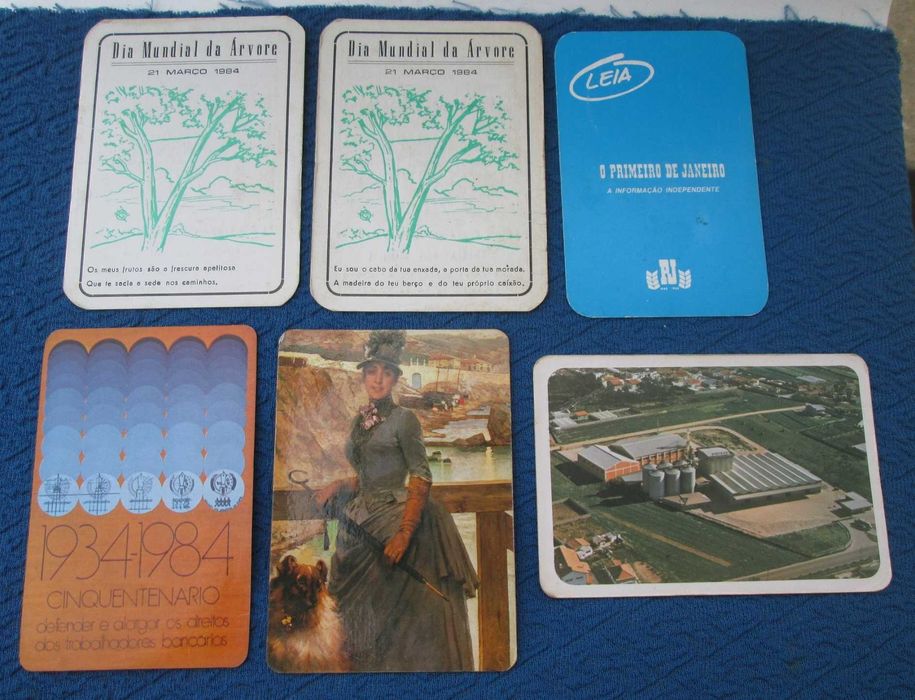 Dia Mundial da Árvore
21 MARÇO 1984
Os meus frutos são a frescura apetitosa
Que te sacia a sede nos caminhos,
Dia Mundial da Árvore
21 MARÇO 1984
Eu sou o cabo da tua enxada, a porta da tua morada.
A madeira do teu berço e do teu próprio caixão.
LEIA
O PRIMEIRO DE JANEIRO
A INFORMAÇÃO INDEPENDENTE
PJ
1934-1984
CINQUENTENARIO
defender e alargar os direitos
dos trabalhadores bancários